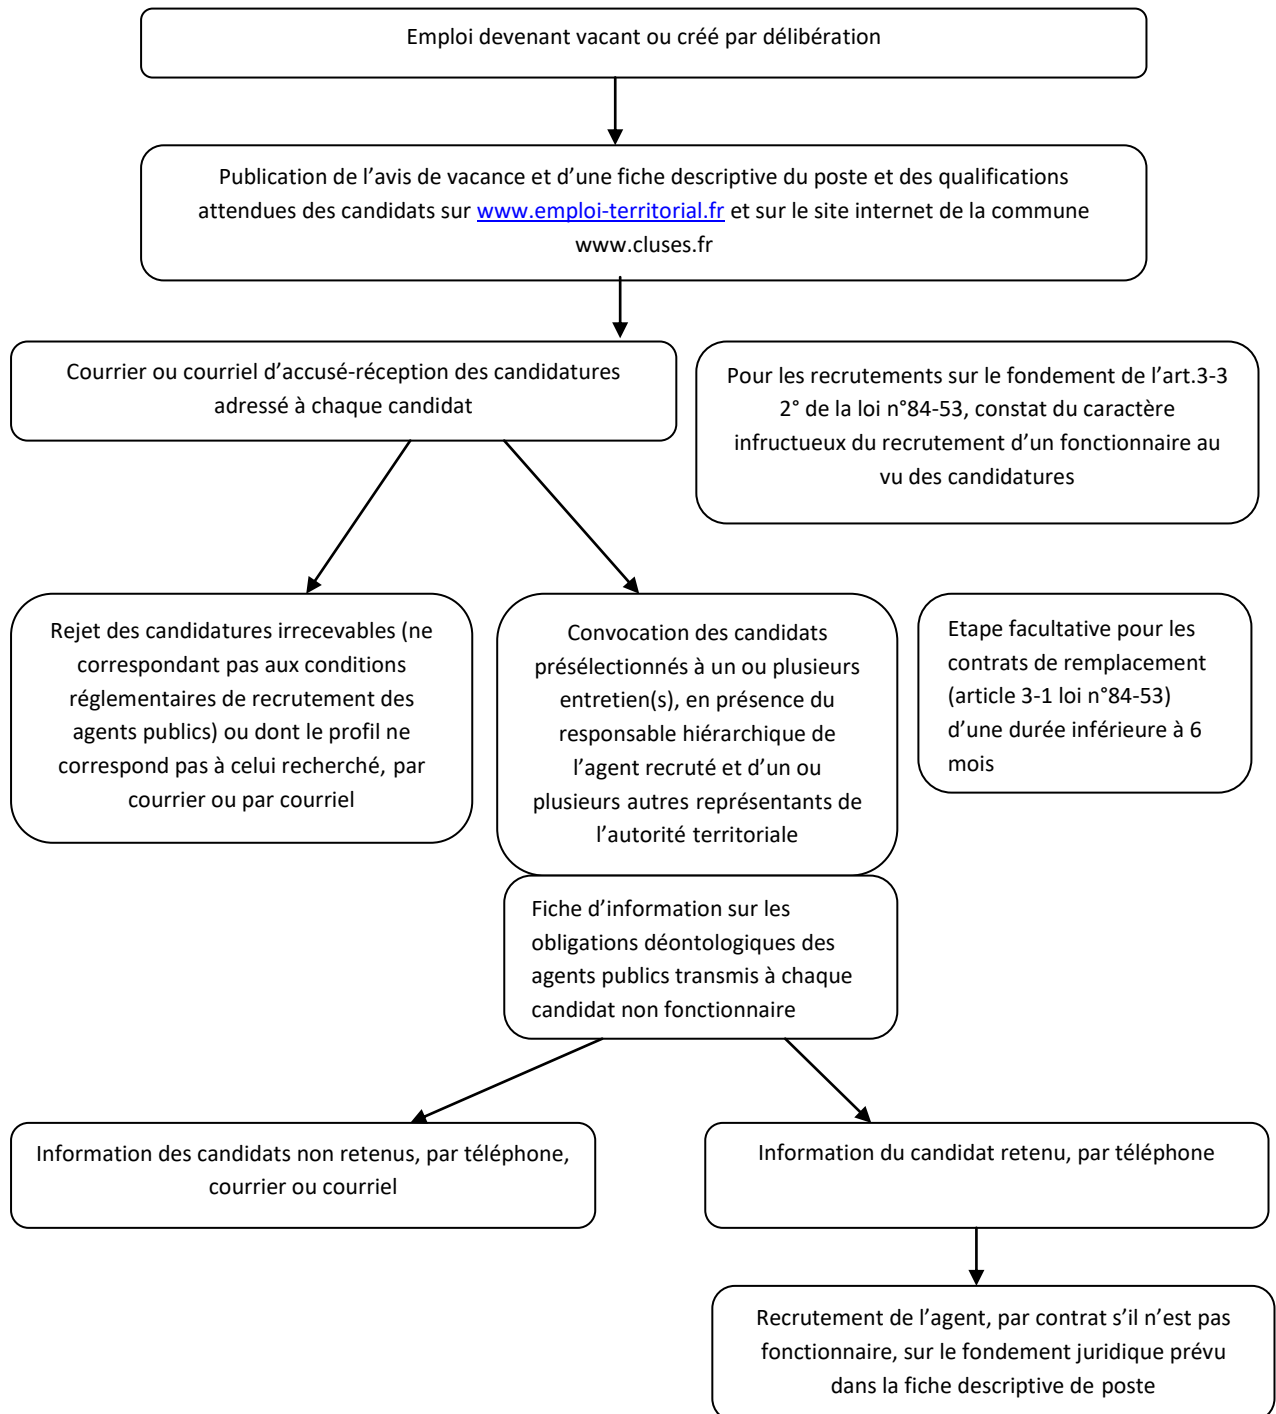 Emploi devenant vacant ou créé par délibération
Publication de l’avis de vacance et d’une fiche descriptive du poste et des qualifications
attendues des candidats sur www.emploi-territorial.fr et sur le site internet de la commune
www.cluses.fr
Courrier ou courriel d’accusé-réception des candidatures
adressé à chaque candidat
Pour les recrutements sur le fondement de l’art.3-3
2° de la loi n°84-53, constat du caractère
infructueux du recrutement d’un fonctionnaire au
vu des candidatures
Rejet des candidatures irrecevables (ne
correspondant pas aux conditions
réglementaires de recrutement des
agents publics) ou dont le profil ne
correspond pas à celui recherché, par
courrier ou par courriel
Convocation des candidats
présélectionnés à un ou plusieurs
entretien(s), en présence du
responsable hiérarchique de
l’agent recruté et d’un ou
plusieurs autres représentants de
l’autorité territoriale
Etape facultative pour les
contrats de remplacement
(article 3-1 loi n°84-53)
d’une durée inférieure à 6
mois
Fiche d’information sur les
obligations déontologiques des
agents publics transmis à chaque
candidat non fonctionnaire
Information des candidats non retenus, par téléphone,
courrier ou courriel
Information du candidat retenu, par téléphone
Recrutement de l’agent, par contrat s’il n’est pas
fonctionnaire, sur le fondement juridique prévu
dans la fiche descriptive de poste